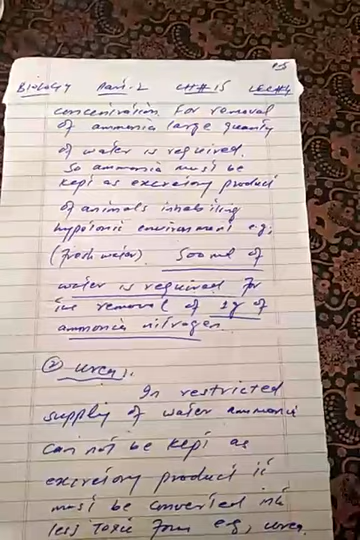 P-5
Biology Part-2 CH#15 LEC#4
concentration. For removal
of ammonia large quantity
of water is required.
So ammonia must be
kept as excretory product
of animals inhabiting
hypotonic environment e.g;
(Fresh water). 500ml of
water is required for
the removal of 1g of
ammonia nitrogen.
② Urea :.
In restricted
supply of water ammonia
can not be kept as
excretory product it
must be converted into
less toxic form e.g, urea.